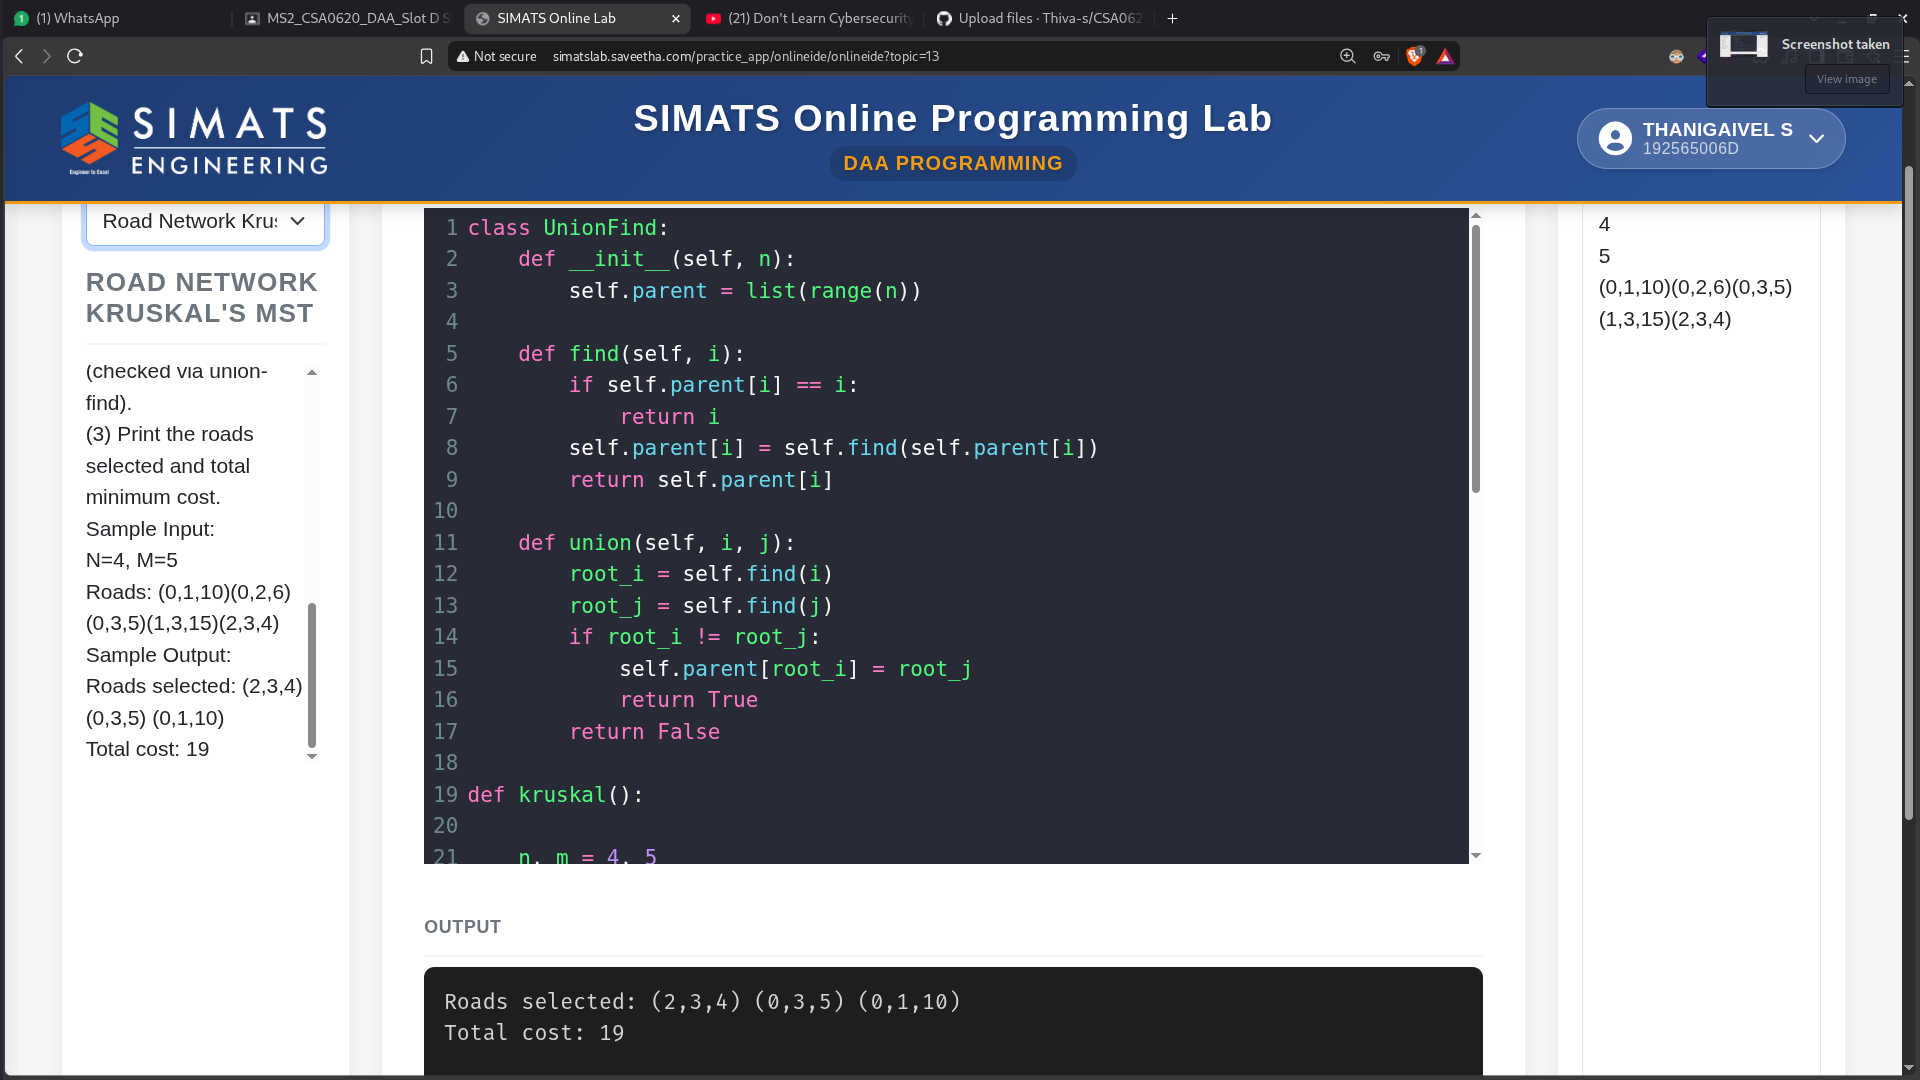 (1) WhatsApp
MS2_CSA0620_DAA_Slot D S
SIMATS Online Lab
(21) Don't Learn Cybersecurity
Upload files · Thiva-s/CSA062
Not secure
simatslab.saveetha.com/practice_app/onlineide/onlineide?topic=13
Screenshot taken
View image
SIMATS
ENGINEERING
Engineer to Excel
SIMATS Online Programming Lab
DAA PROGRAMMING
THANIGAIVEL S
192565006D
Road Network Krus
ROAD NETWORK
KRUSKAL'S MST
(checked via union-
find).
(3) Print the roads
selected and total
minimum cost.
Sample Input:
N=4, M=5
Roads: (0,1,10)(0,2,6)
(0,3,5)(1,3,15)(2,3,4)
Sample Output:
Roads selected: (2,3,4)
(0,3,5) (0,1,10)
Total cost: 19
1 class UnionFind:
2     def __init__(self, n):
3         self.parent = list(range(n))
4
5     def find(self, i):
6         if self.parent[i] == i:
7             return i
8         self.parent[i] = self.find(self.parent[i])
9         return self.parent[i]
10
11     def union(self, i, j):
12         root_i = self.find(i)
13         root_j = self.find(j)
14         if root_i != root_j:
15             self.parent[root_i] = root_j
16             return True
17         return False
18
19 def kruskal():
20
21     n, m = 4, 5
OUTPUT
Roads selected: (2,3,4) (0,3,5) (0,1,10)
Total cost: 19
4
5
(0,1,10)(0,2,6)(0,3,5)
(1,3,15)(2,3,4)